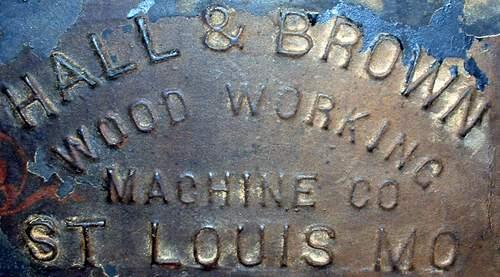 HALL & BROWN
WOOD WORKING
MACHINE CO
ST LOUIS MO